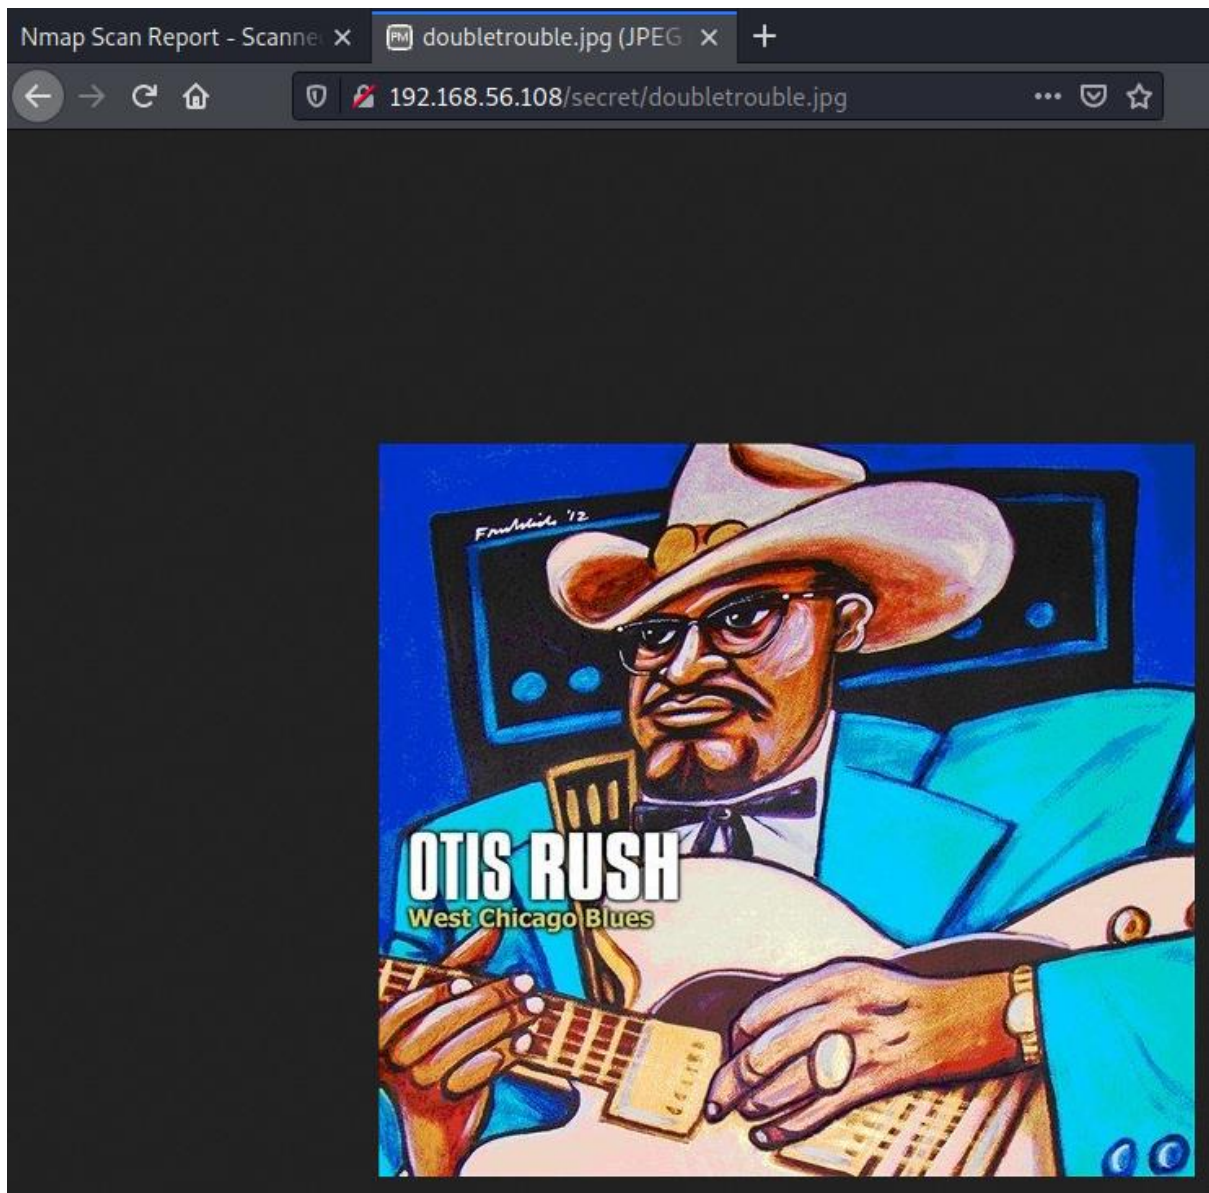 Nmap Scan Report - Scanne
doubletrouble.jpg (JPEG
192.168.56.108/secret/doubletrouble.jpg
'12
OTIS RUSH
West Chicago Blues